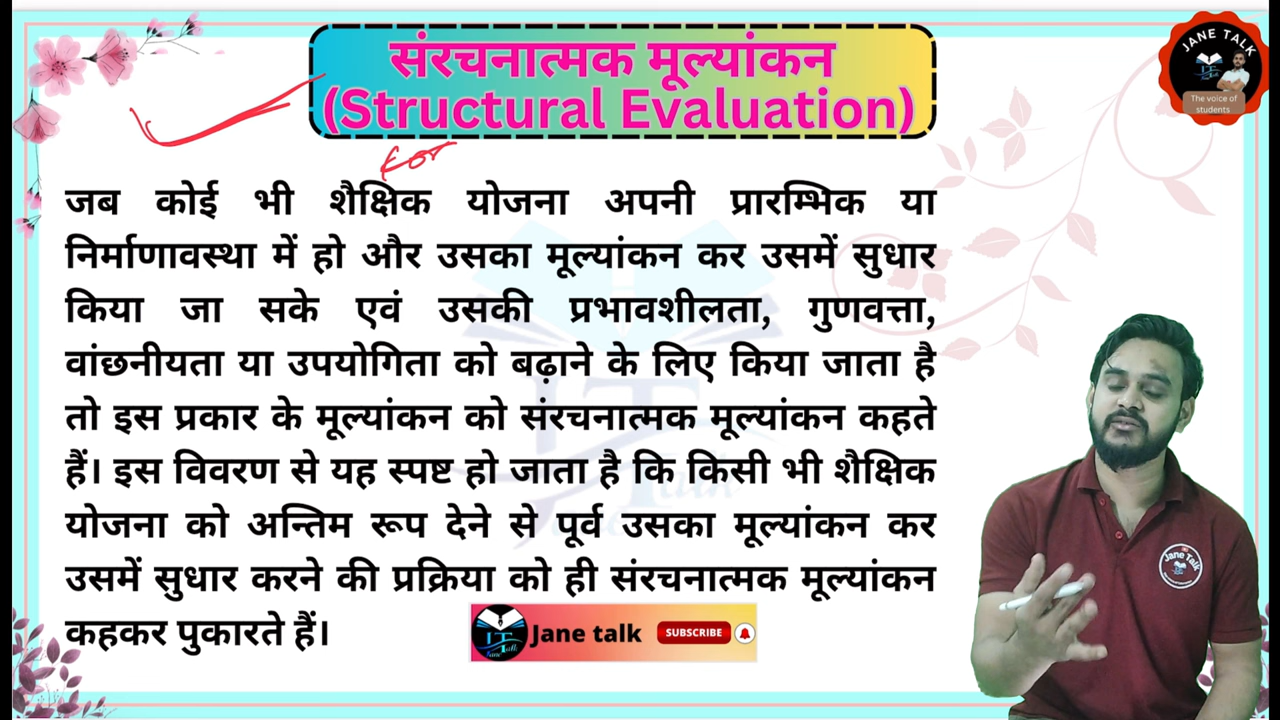 संरचनात्मक मूल्यांकन
(Structural Evaluation)
JANE TALK
The voice of
students
For
जब कोई भी शैक्षिक योजना अपनी प्रारम्भिक या
निर्माणावस्था में हो और उसका मूल्यांकन कर उसमें सुधार
किया जा सके एवं उसकी प्रभावशीलता, गुणवत्ता,
वांछनीयता या उपयोगिता को बढ़ाने के लिए किया जाता है
तो इस प्रकार के मूल्यांकन को संरचनात्मक मूल्यांकन कहते
हैं। इस विवरण से यह स्पष्ट हो जाता है कि किसी भी शैक्षिक
योजना को अन्तिम रूप देने से पूर्व उसका मूल्यांकन कर
उसमें सुधार करने की प्रक्रिया को ही संरचनात्मक मूल्यांकन
कहकर पुकारते हैं।
Jane talk SUBSCRIBE
Jane Talk